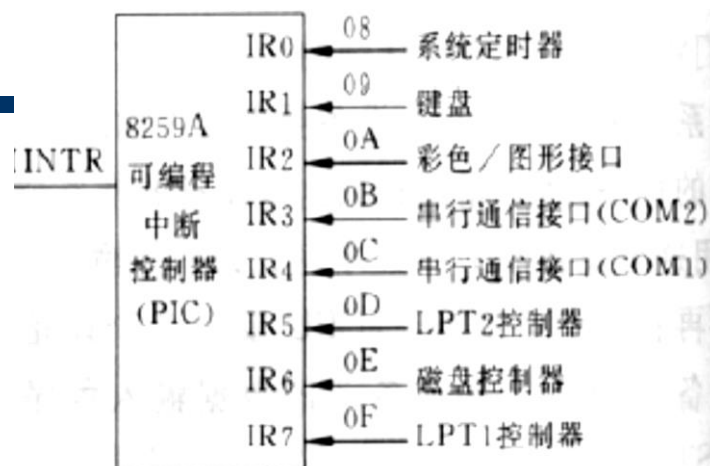 IR0 08 系统定时器
IR1 09 键盘
8259A
INTR
可编程
IR2 0A 彩色/图形接口
中断
IR3 0B 串行通信接口(COM2)
控制器
IR4 0C 串行通信接口(COM1)
(PIC)
IR5 0D LPT2控制器
IR6 0E 磁盘控制器
IR7 0F LPT1控制器